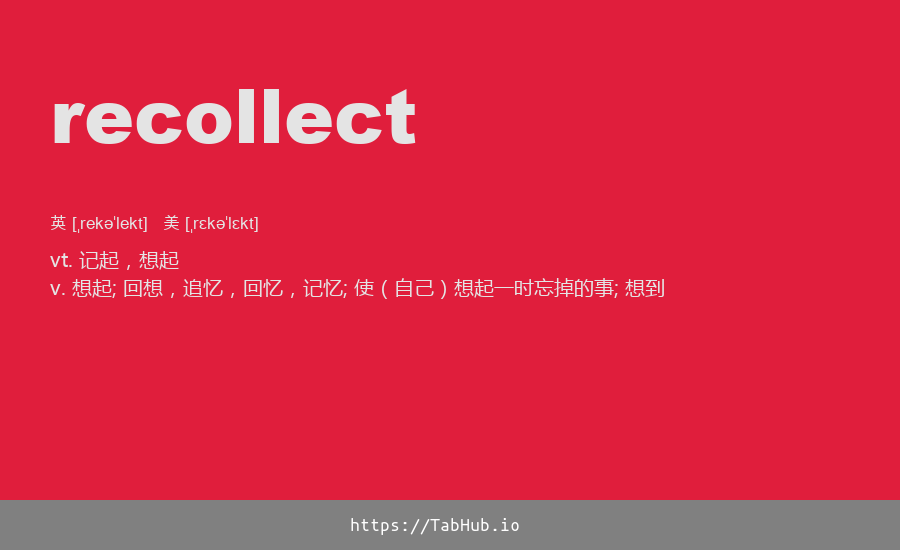 recollect
英 [ˌrekəˈlekt]   美 [ˌrɛkəˈlɛkt]
vt. 记起，想起
v. 想起; 回想，追忆，回忆，记忆; 使（自己）想起一时忘掉的事; 想到
https://TabHub.io